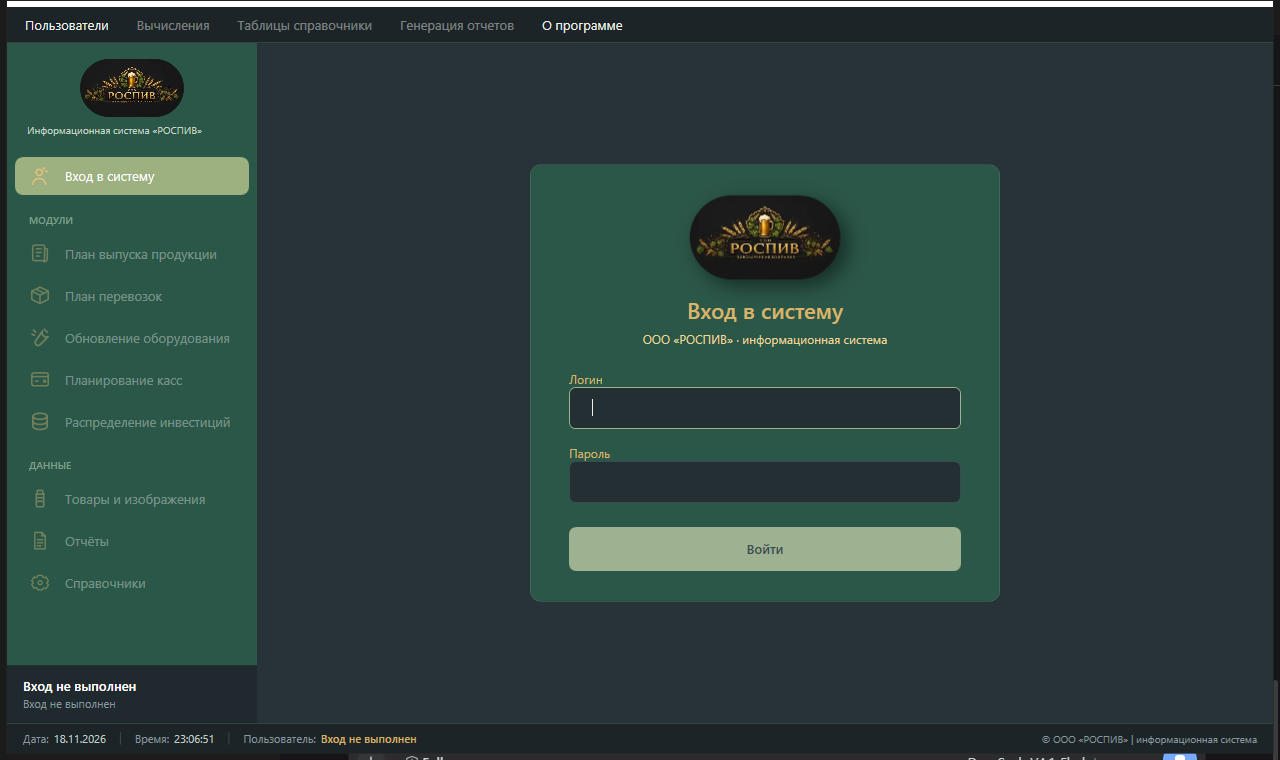 Пользователи Вычисления Таблицы справочники Генерация отчетов О программе
РОСПИВ
Информационная система «РОСПИВ»
Вход в систему
МОДУЛИ
План выпуска продукции
План перевозок
Обновление оборудования
Планирование касс
Распределение инвестиций
ДАННЫЕ
Товары и изображения
Отчёты
Справочники
Вход не выполнен
Вход не выполнен
РОСПИВ
Вход в систему
ООО «РОСПИВ» · информационная система
Логин
Пароль
Войти
Дата: 18.11.2026 Время: 23:06:51 Пользователь: Вход не выполнен © ООО «РОСПИВ» | информационная система